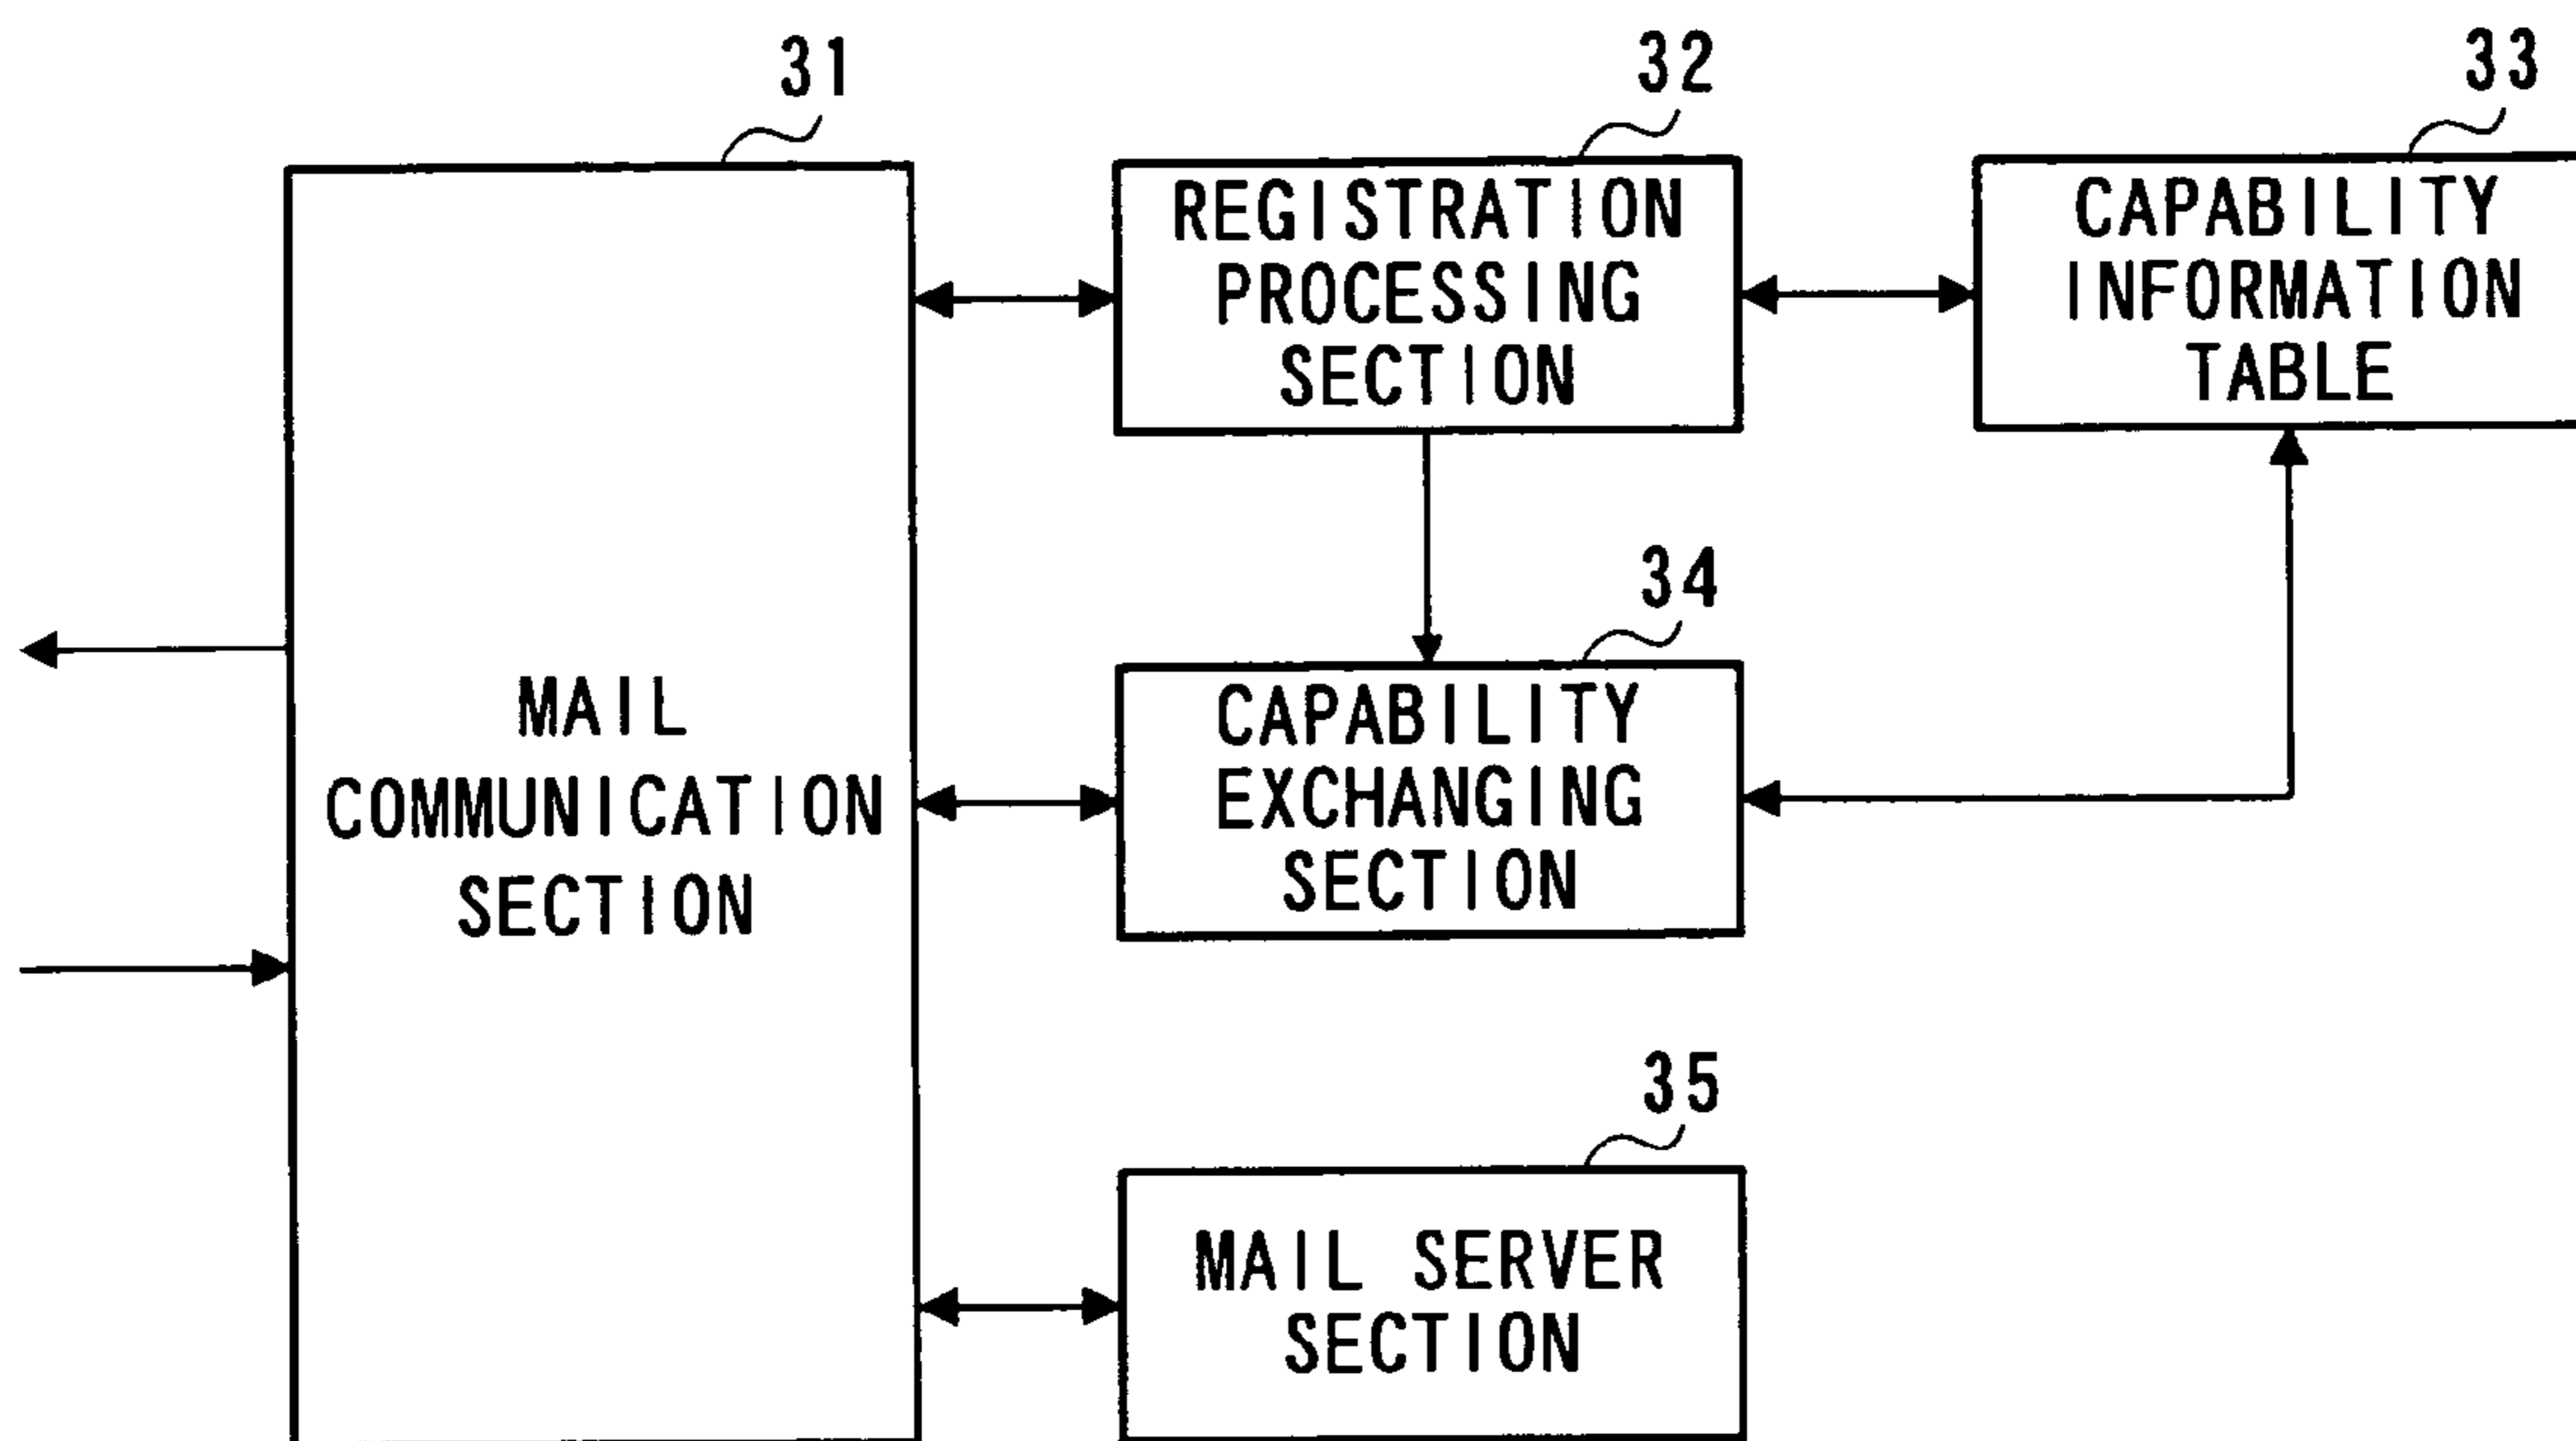 31
32
33
REGISTRATION
PROCESSING
SECTION
CAPABILITY
INFORMATION
TABLE
34
MAIL
COMMUNICATION
SECTION
CAPABILITY
EXCHANGING
SECTION
35
MAIL SERVER
SECTION